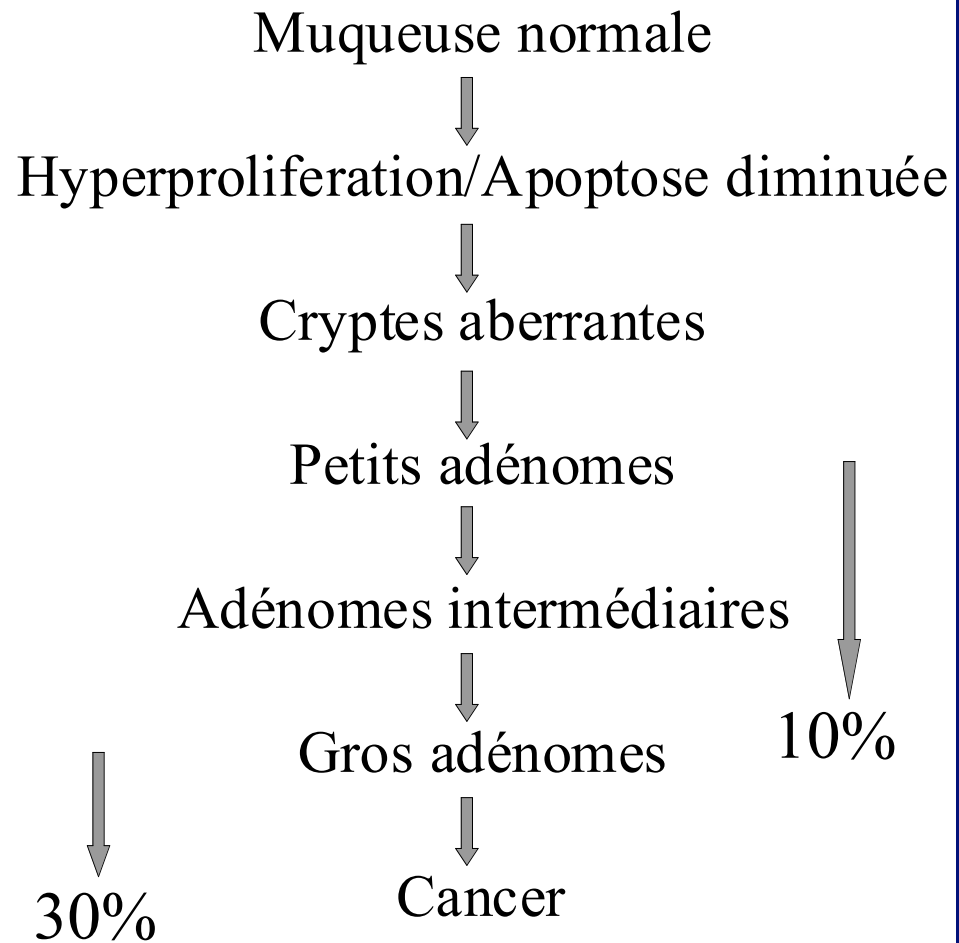 Muqueuse normale
Hyperproliferation/Apoptose diminuée
Cryptes aberrantes
Petits adénomes
Adénomes intermédiaires
Gros adénomes
10%
Cancer
30%